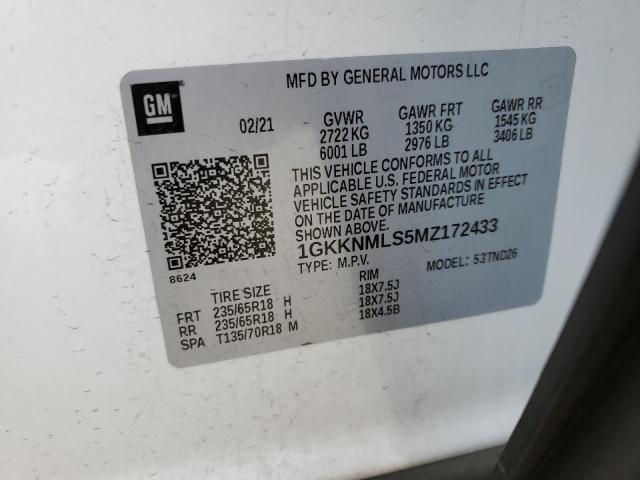 GM
MFD BY GENERAL MOTORS LLC
02/21 GVWR GAWR FRT GAWR RR
2722 KG 1350 KG 1545 KG
6001 LB 2976 LB 3406 LB
THIS VEHICLE CONFORMS TO ALL
APPLICABLE U.S. FEDERAL MOTOR
VEHICLE SAFETY STANDARDS IN EFFECT
ON THE DATE OF MANUFACTURE
SHOWN ABOVE.
1GKKNMLS5MZ172433
8624
TYPE: M.P.V. MODEL: 53TND26
TIRE SIZE RIM
FRT 235/65R18 H 18X7.5J
RR 235/65R18 H 18X7.5J
SPA T135/70R18 M 18X4.5B